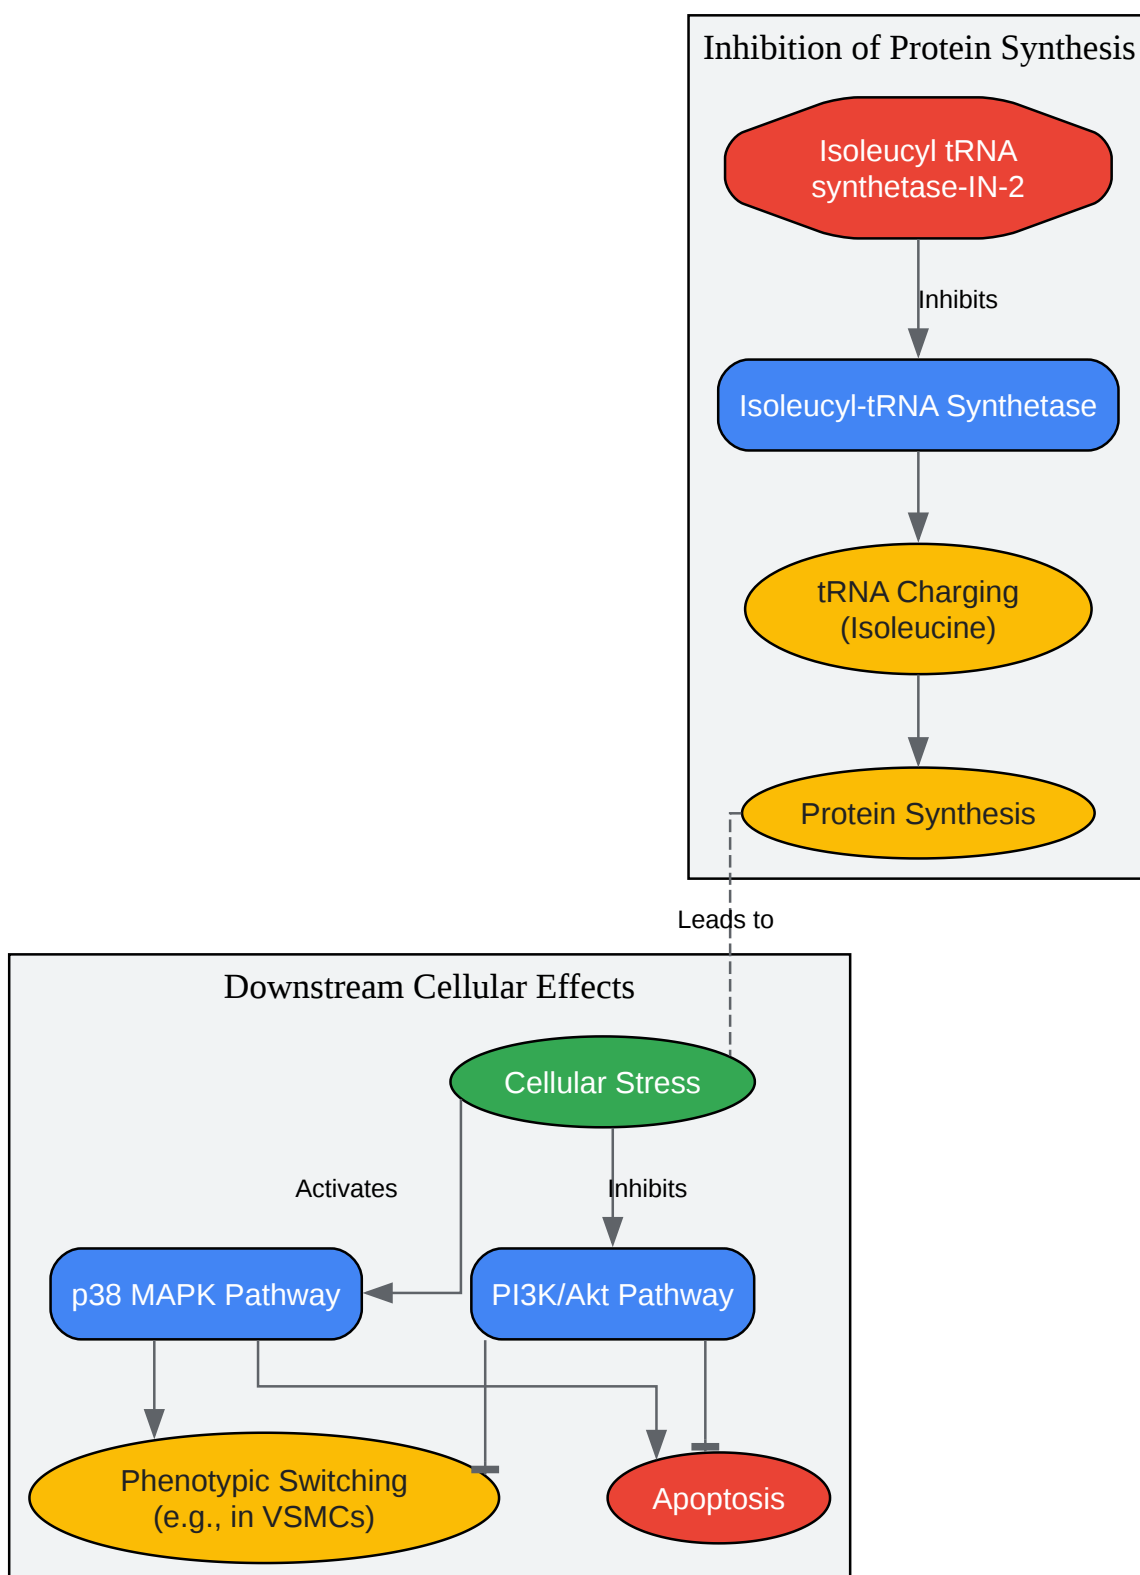 Inhibition of Protein Synthesis
Isoleucyl tRNA
synthetase-IN-2
Inhibits
Isoleucyl-tRNA Synthetase
tRNA Charging
(Isoleucine)
Protein Synthesis
Leads to
Downstream Cellular Effects
Cellular Stress
Activates
Inhibits
p38 MAPK Pathway
PI3K/Akt Pathway
Phenotypic Switching
(e.g., in VSMCs)
Apoptosis